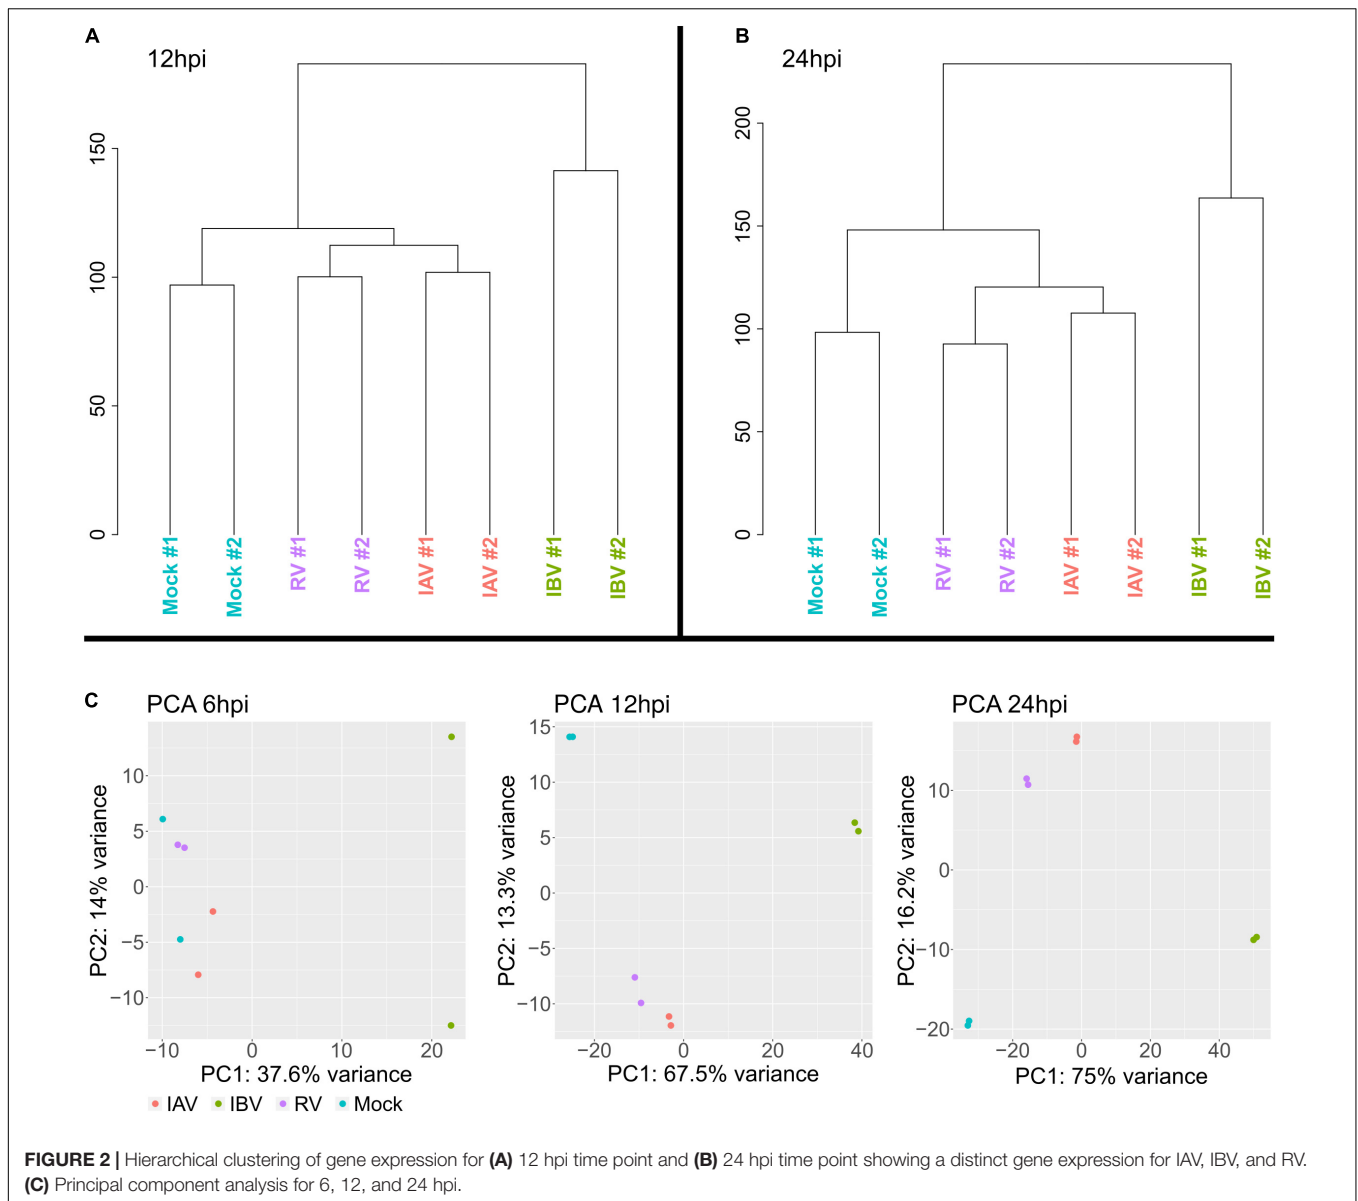 A
12hpi
150
100
50
0
Mock #1
Mock #2
RV #1
RV #2
IAV #1
IAV #2
IBV #1
IBV #2
B
24hpi
200
150
100
50
0
Mock #1
Mock #2
RV #1
RV #2
IAV #1
IAV #2
IBV #1
IBV #2
C
PCA 6hpi
PC2: 14% variance
10
5
0
−5
−10
−10 0 10 20
PC1: 37.6% variance
PCA 12hpi
PC2: 13.3% variance
15
10
5
0
−5
−10
−20 0 20 40
PC1: 67.5% variance
PCA 24hpi
PC2: 16.2% variance
10
0
−10
−20
−20 0 20 40
PC1: 75% variance
IAV IBV RV Mock
FIGURE 2 | Hierarchical clustering of gene expression for (A) 12 hpi time point and (B) 24 hpi time point showing a distinct gene expression for IAV, IBV, and RV.
(C) Principal component analysis for 6, 12, and 24 hpi.